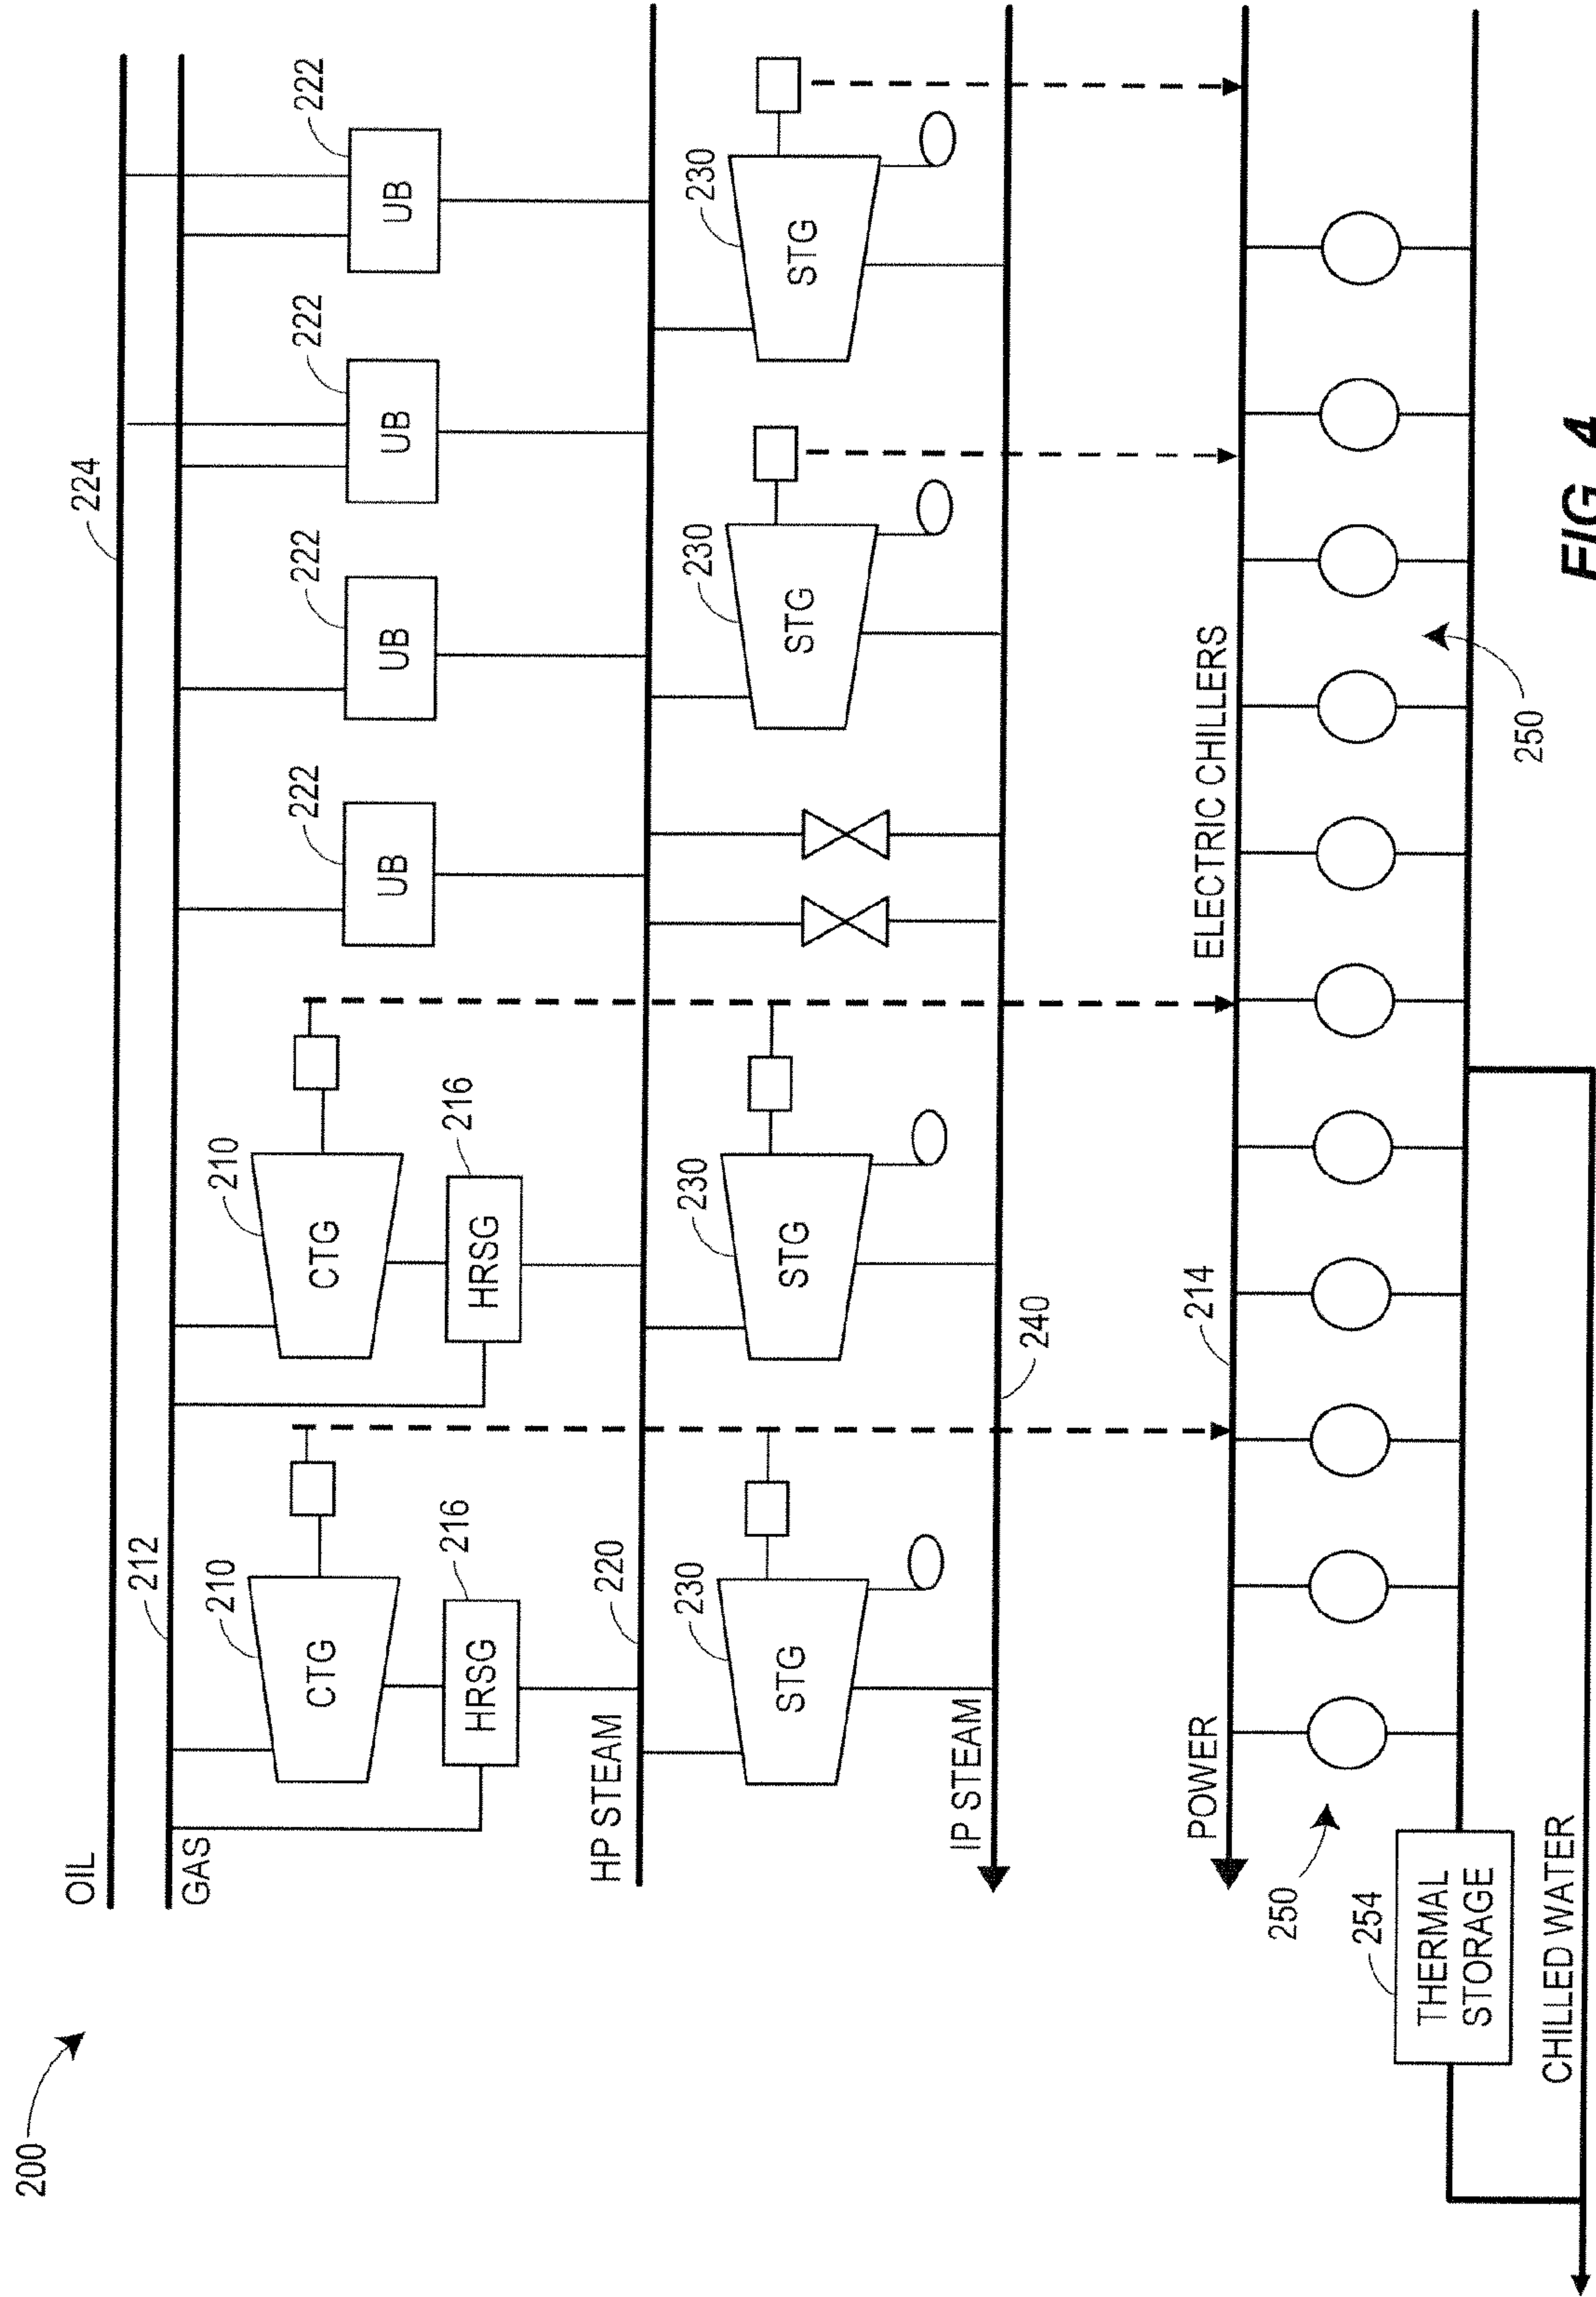 200
OIL
224
212
GAS
210
CTG
216
HRSG
210
CTG
216
HRSG
222
UB
222
UB
222
UB
222
UB
HP STEAM
220
230
STG
230
STG
230
STG
230
STG
IP STEAM
240
POWER
214
ELECTRIC CHILLERS
250
250
254
THERMAL
STORAGE
CHILLED WATER
FIG. 4